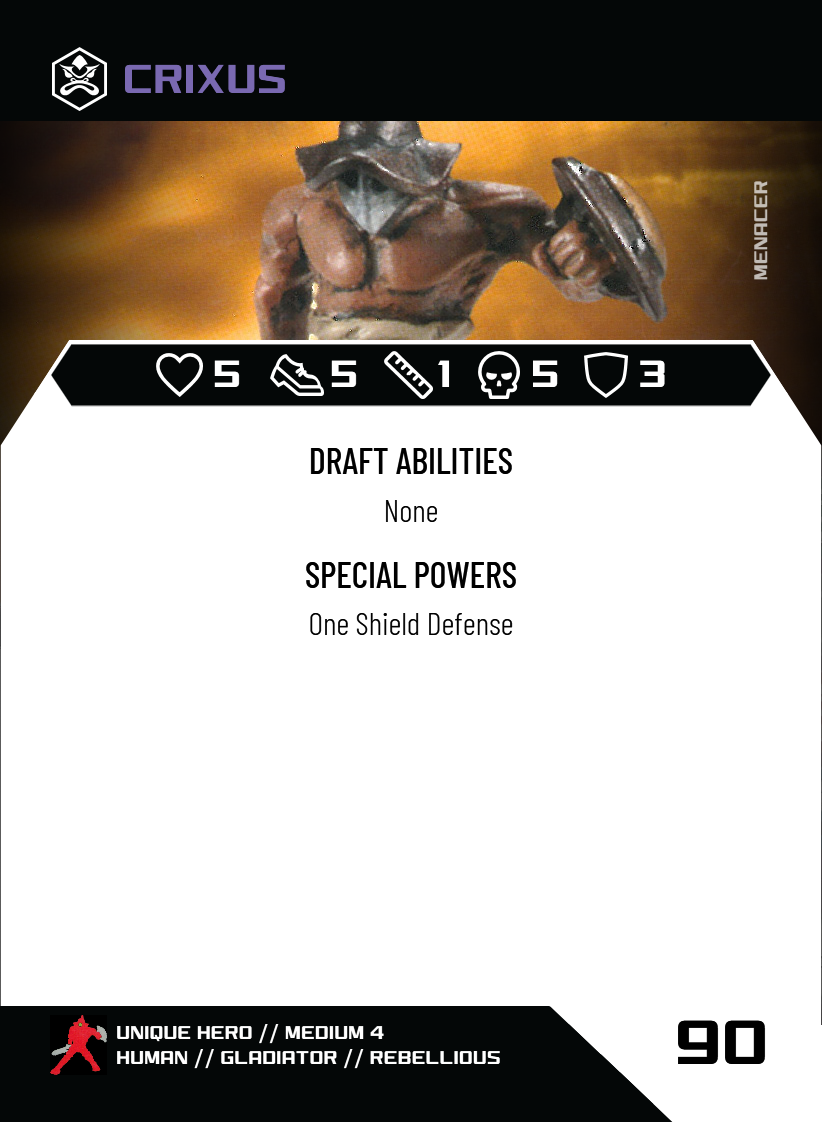 CRIXUS
MENACER
5 5 1 5 3
DRAFT ABILITIES
None
SPECIAL POWERS
One Shield Defense
UNIQUE HERO // MEDIUM 4
HUMAN // GLADIATOR // REBELLIOUS
90